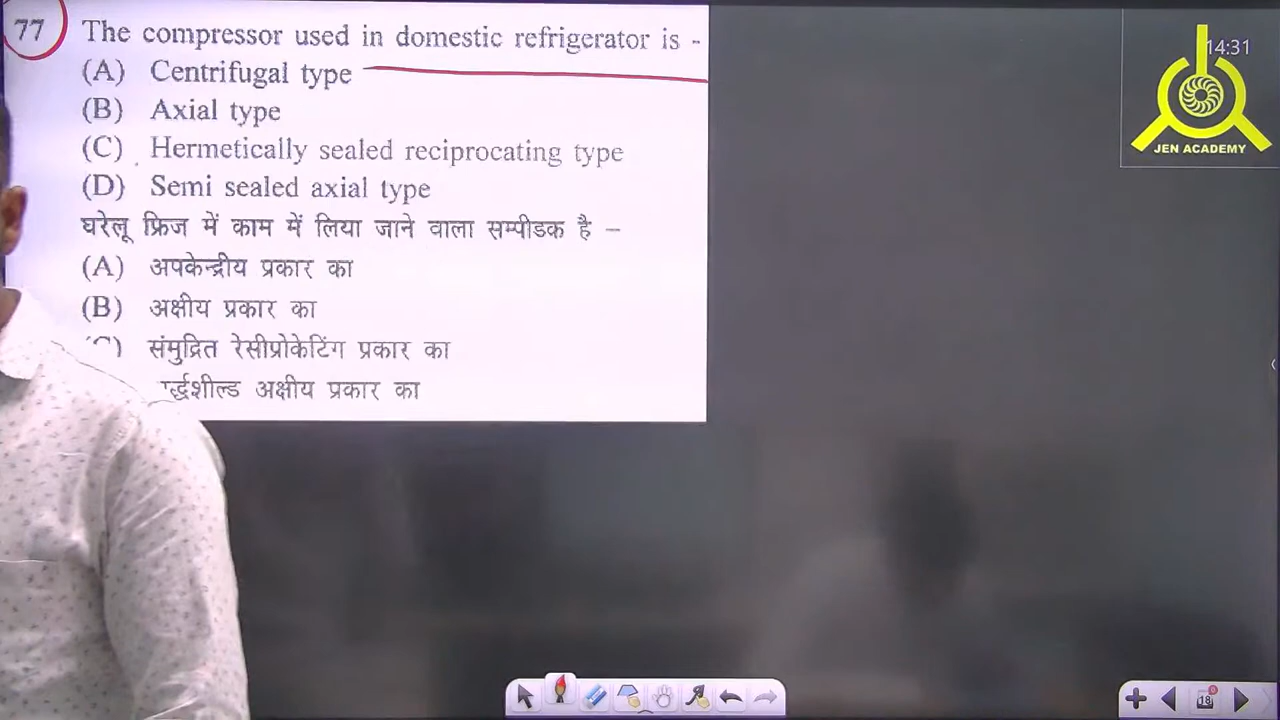 77 The compressor used in domestic refrigerator is -
(A) Centrifugal type
(B) Axial type
(C) Hermetically sealed reciprocating type
(D) Semi sealed axial type
घरेलू फ्रिज में काम में लिया जाने वाला सम्पीडक है –
(A) अपकेन्द्रीय प्रकार का
(B) अक्षीय प्रकार का
संमुद्रित रेसीप्रोकेटिंग प्रकार का
अक्षीय प्रकार का
14:31
JEN ACADEMY
18